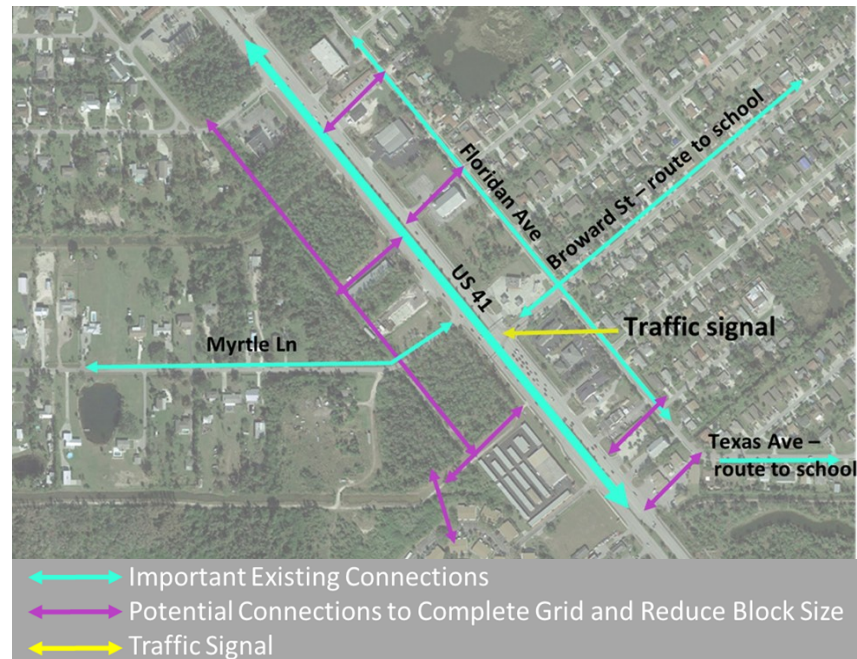 Floridan Ave
Broward St – route to school
US 41
Traffic signal
Myrtle Ln
Texas Ave –
route to school
Important Existing Connections
Potential Connections to Complete Grid and Reduce Block Size
Traffic Signal